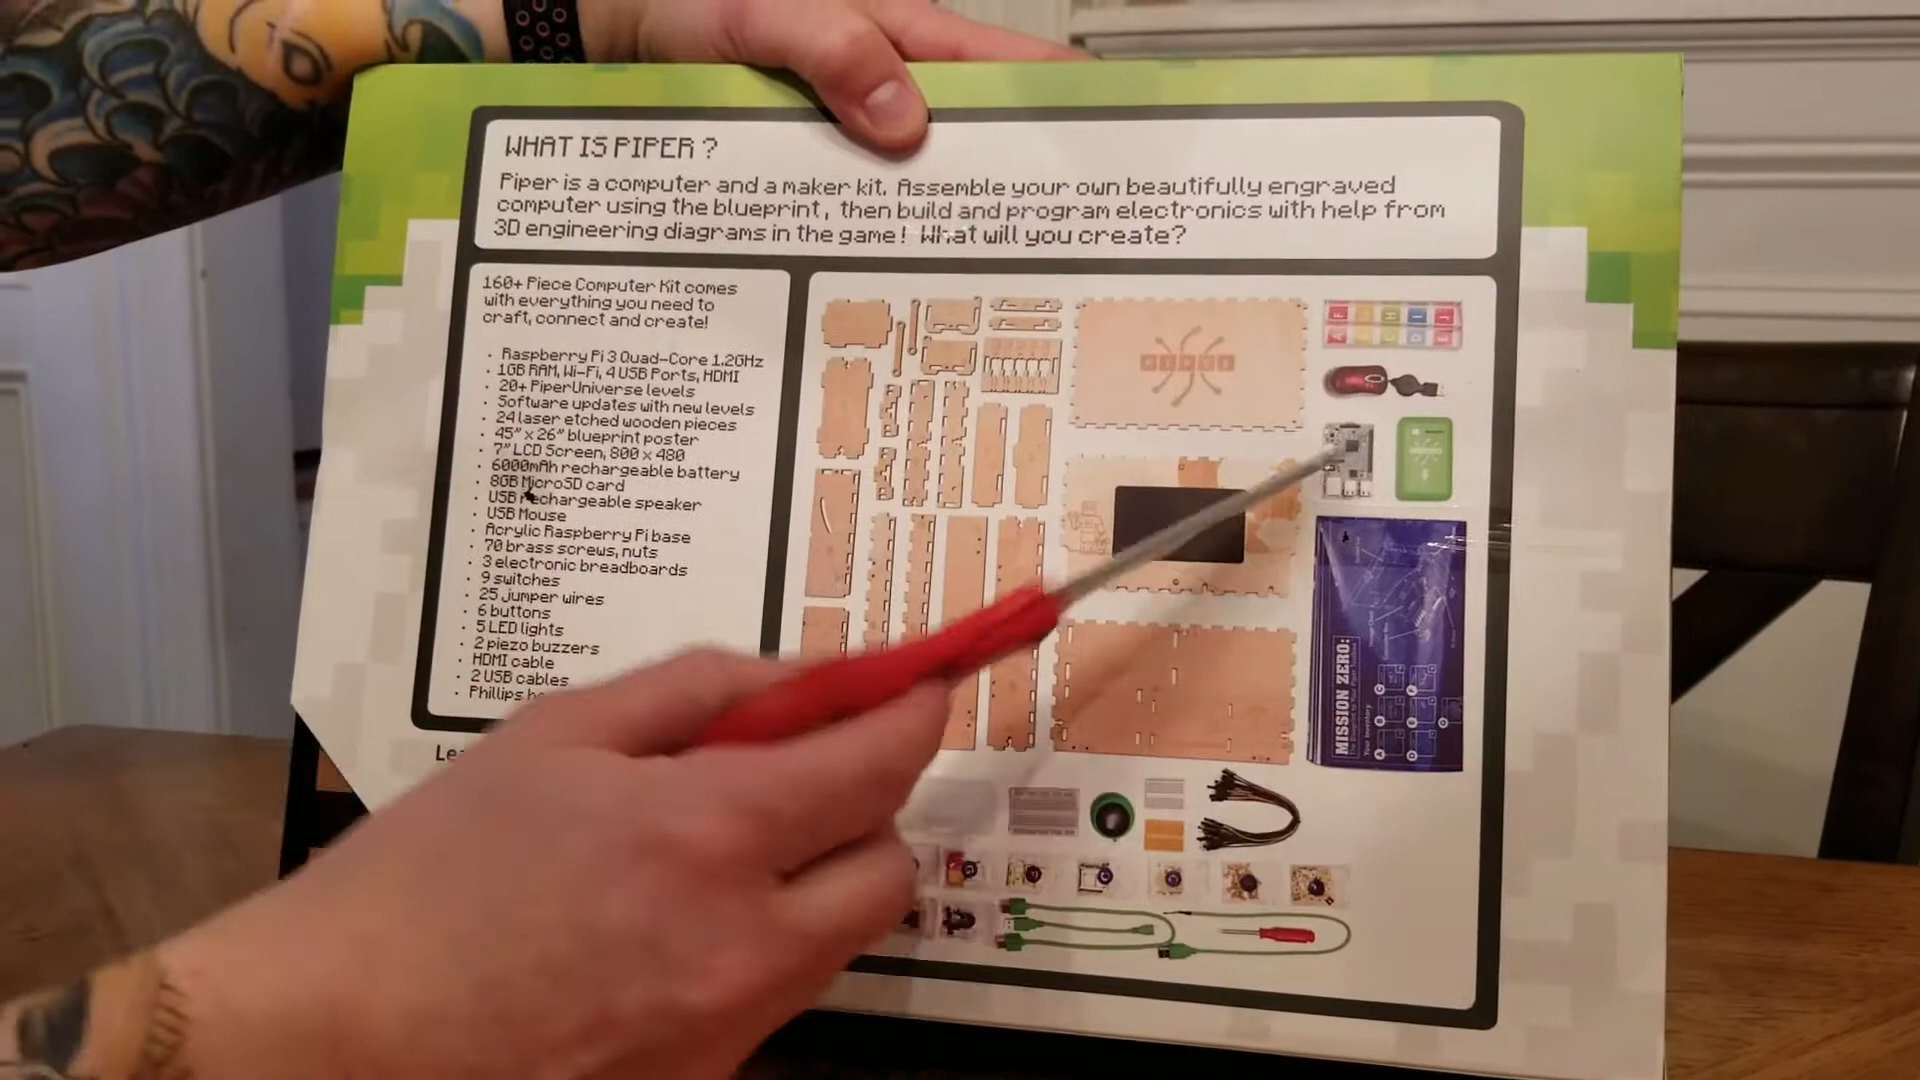 WHAT IS PIPER ?
Piper is a computer and a maker kit. Assemble your own beautifully engraved
computer using the blueprint, then build and program electronics with help from
3D engineering diagrams in the game! What will you create?
160+ Piece Computer Kit comes
with everything you need to
craft, connect and create!
· Raspberry Pi 3 Quad-Core 1.2GHz
· 1GB RAM, Wi-Fi, 4 USB Ports, HDMI
· 20+ PiperUniverse levels
· Software updates with new levels
· 24 laser etched wooden pieces
· 45" x 26" blueprint poster
· 7" LCD Screen, 800 x 480
· 6000mAh rechargeable battery
· 8GB MicroSD card
· USB rechargeable speaker
· USB Mouse
· Acrylic Raspberry Pi base
· 70 brass screws, nuts
· 3 electronic breadboards
· 9 switches
· 25 jumper wires
· 6 buttons
· 5 LED lights
· 2 piezo buzzers
· HDMI cable
· 2 USB cables
· Phillips
PIPER
MISSION ZERO:
Your Inventory